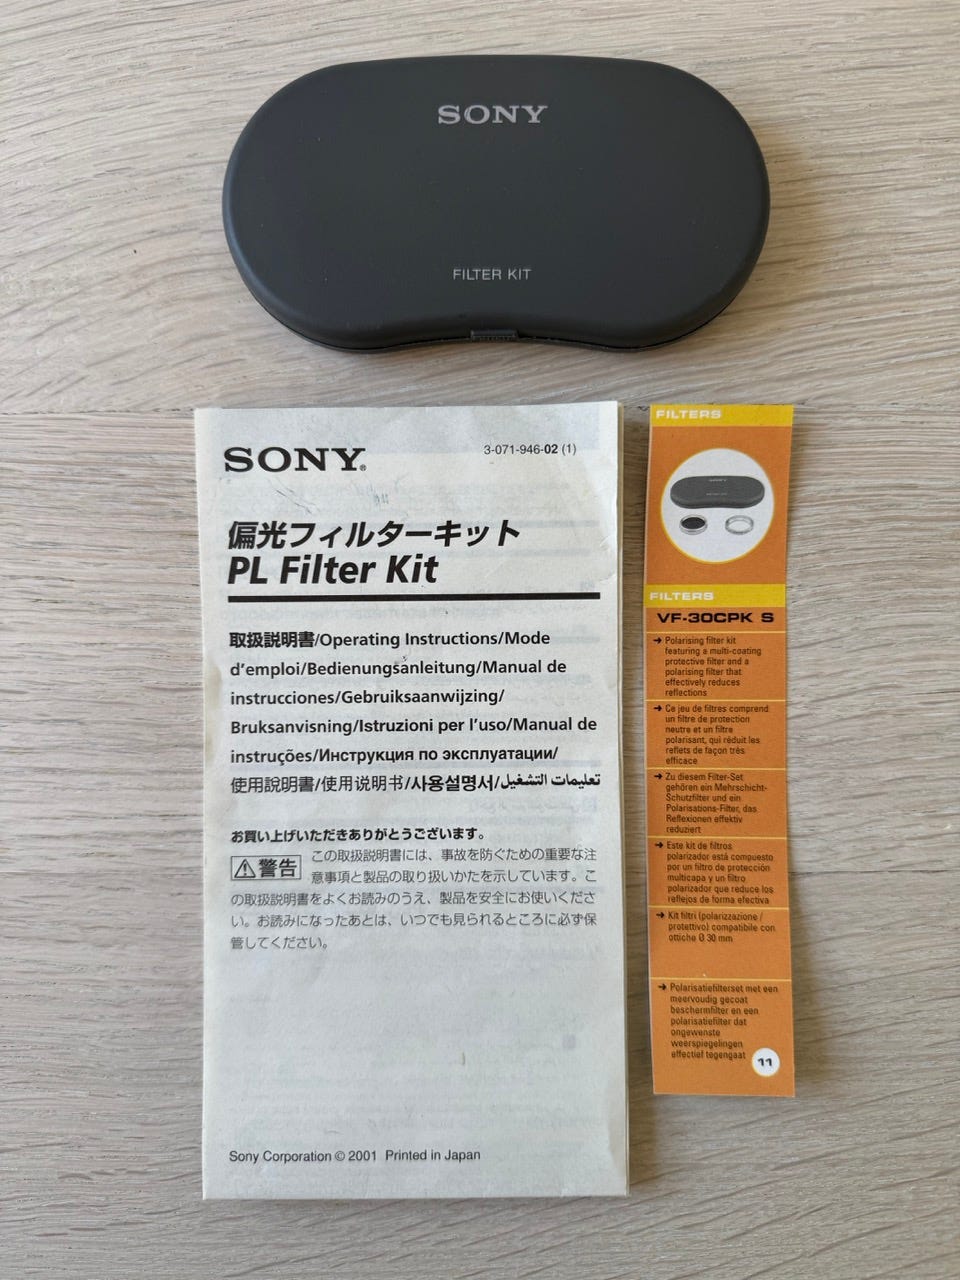 SONY
FILTER KIT
SONY®
3-071-946-02 (1)
偏光フィルターキット
PL Filter Kit
取扱説明書/Operating Instructions/Mode
d'emploi/Bedienungsanleitung/Manual de
instrucciones/Gebruiksaanwijzing/
Bruksanvisning/Istruzioni per l'uso/Manual de
instruções/Инструкция по эксплуатации/
使用說明書/使用说明书/사용설명서/تعليمات التشغيل
お買い上げいただきありがとうございます。
警告
この取扱説明書には、事故を防ぐための重要な注
意事項と製品の取り扱いかたを示しています。こ
の取扱説明書をよくお読みのうえ、製品を安全にお使いくださ
い。お読みになったあとは、いつでも見られるところに必ず保
管してください。
Sony Corporation © 2001 Printed in Japan
FILTERS
FILTERS
VF-30CPK S
→ Polarising filter kit
featuring a multi-coating
protective filter and a
polarising filter that
effectively reduces
reflections
→ Ce jeu de filtres comprend
un filtre de protection
neutre et un filtre
polarisant, qui réduit les
reflets de façon très
efficace
→ Zu diesem Filter-Set
gehören ein Mehrschicht-
Schutzfilter und ein
Polarisations-Filter, das
Reflexionen effektiv
reduziert
→ Este kit de filtros
polarizador está compuesto
por un filtro de protección
multicapa y un filtro
polarizador que reduce los
reflejos de forma efectiva
→ Kit filtri (polarizzazione /
protettivo) compatibile con
ottiche Ø 30 mm
→ Polarisatiefilterset met een
meervoudig gecoat
beschermfilter en een
polarisatiefilter dat
ongewenste
weerspiegelingen
effectief tegengaat
11